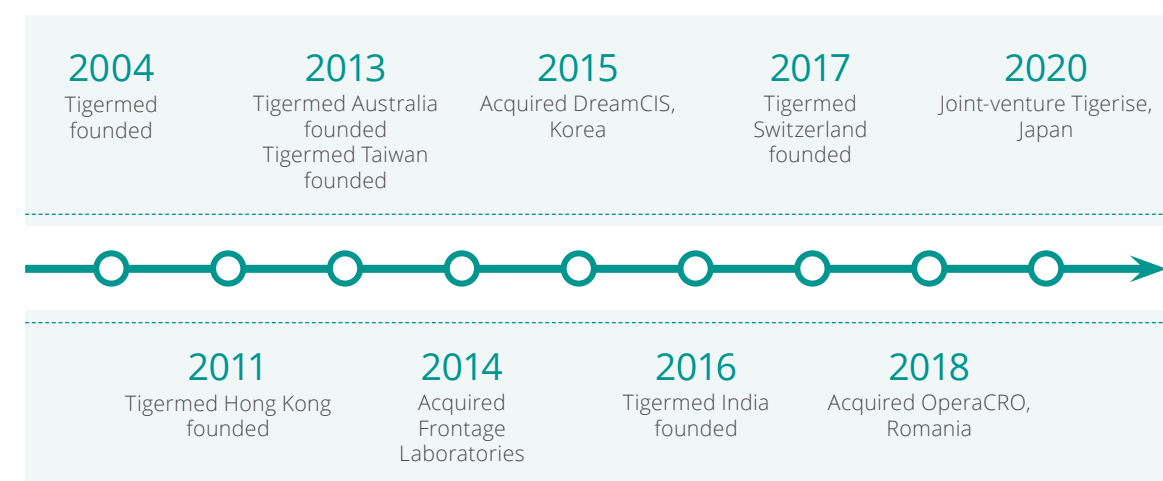 2004
Tigermed
founded
2013
Tigermed Australia
founded
Tigermed Taiwan
founded
2015
Acquired DreamCIS,
Korea
2017
Tigermed
Switzerland
founded
2020
Joint-venture Tigerise,
Japan
2011
Tigermed Hong Kong
founded
2014
Acquired
Frontage
Laboratories
2016
Tigermed India
founded
2018
Acquired OperaCRO,
Romania